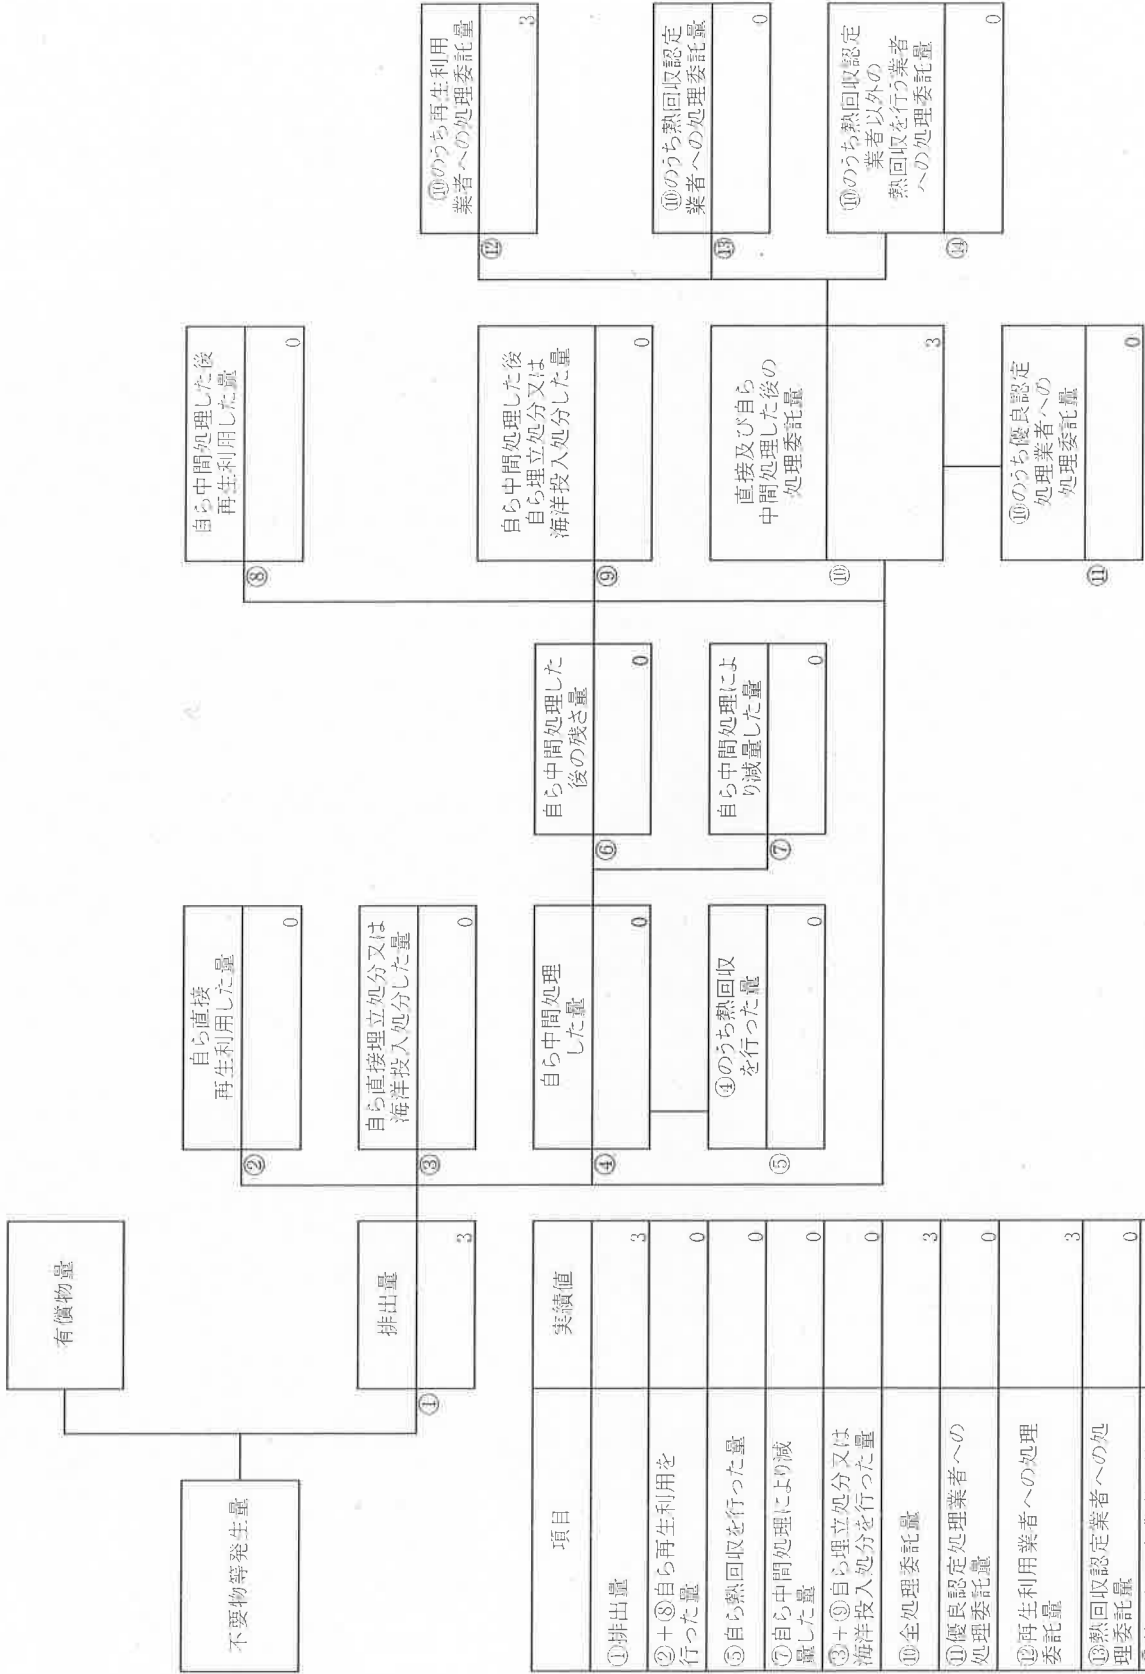 不要物等発生量
有償物量
排出量
①
3
②
自ら直接
再生利用した量
0
③
自ら直接埋立処分又は
海洋投入処分した量
0
④
自ら中間処理
した量
0
⑤
④のうち熱回収
を行った量
0
⑥
自ら中間処理した
後の残さ量
0
⑦
自ら中間処理によ
り減量した量
0
⑧
自ら中間処理した後
再生利用した量
0
⑨
自ら中間処理した後
自ら埋立処分又は
海洋投入処分した量
0
⑩
直接及び自ら
中間処理した後の
処理委託量
3
⑪
⑩のうち優良認定
処理業者への
処理委託量
0
⑫
⑩のうち再生利用
業者への処理委託量
3
⑬
⑩のうち熱回収認定
業者への処理委託量
0
⑭
⑩のうち熱回収認定
業者以外の
熱回収を行う業者
への処理委託量
0
項目 実績値
①排出量 3
②+⑧自ら再生利用を
行った量 0
⑤自ら熱回収を行った量 0
⑦自ら中間処理により減
量した量 0
③+⑨自ら埋立処分又は
海洋投入処分を行った量 0
⑩全処理委託量 3
⑪優良認定処理業者への
処理委託量 0
⑫再生利用業者への処理
委託量 3
⑬熱回収認定業者への処
理委託量 0